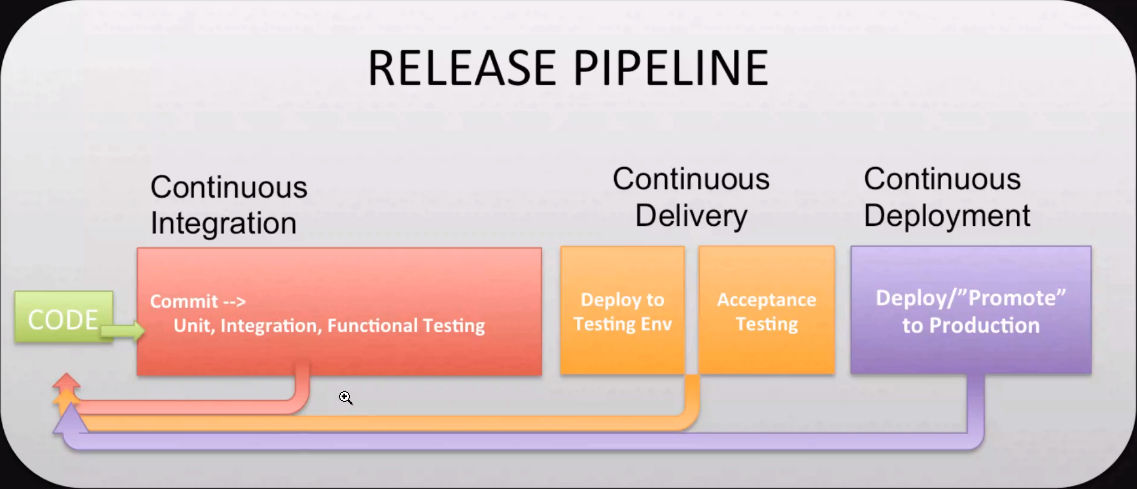 RELEASE PIPELINE
Continuous
Integration
Continuous
Delivery
Continuous
Deployment
CODE
Commit -->
Unit, Integration, Functional Testing
Deploy to
Testing Env
Acceptance
Testing
Deploy/”Promote”
to Production